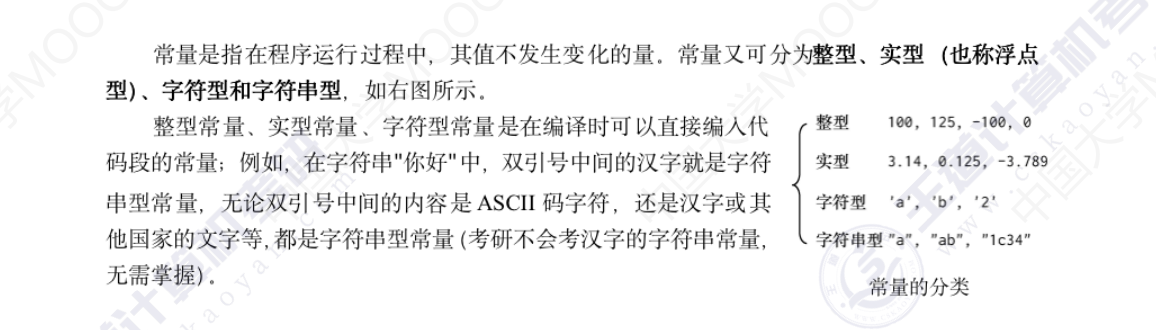 常量是指在程序运行过程中，其值不发生变化的量。常量又可分为整型、实型（也称浮点
型）、字符型和字符串型，如右图所示。
整型常量、实型常量、字符型常量是在编译时可以直接编入代
码段的常量；例如，在字符串"你好"中，双引号中间的汉字就是字符
串型常量，无论双引号中间的内容是 ASCII 码字符，还是汉字或其
他国家的文字等，都是字符串型常量（考研不会考汉字的字符串常量，
无需掌握）。
整型 100, 125, -100, 0
实型 3.14, 0.125, -3.789
字符型 'a', 'b', '2'
字符串型 "a", "ab", "1c34"
常量的分类
王道计算机考研
中国大学MOOC